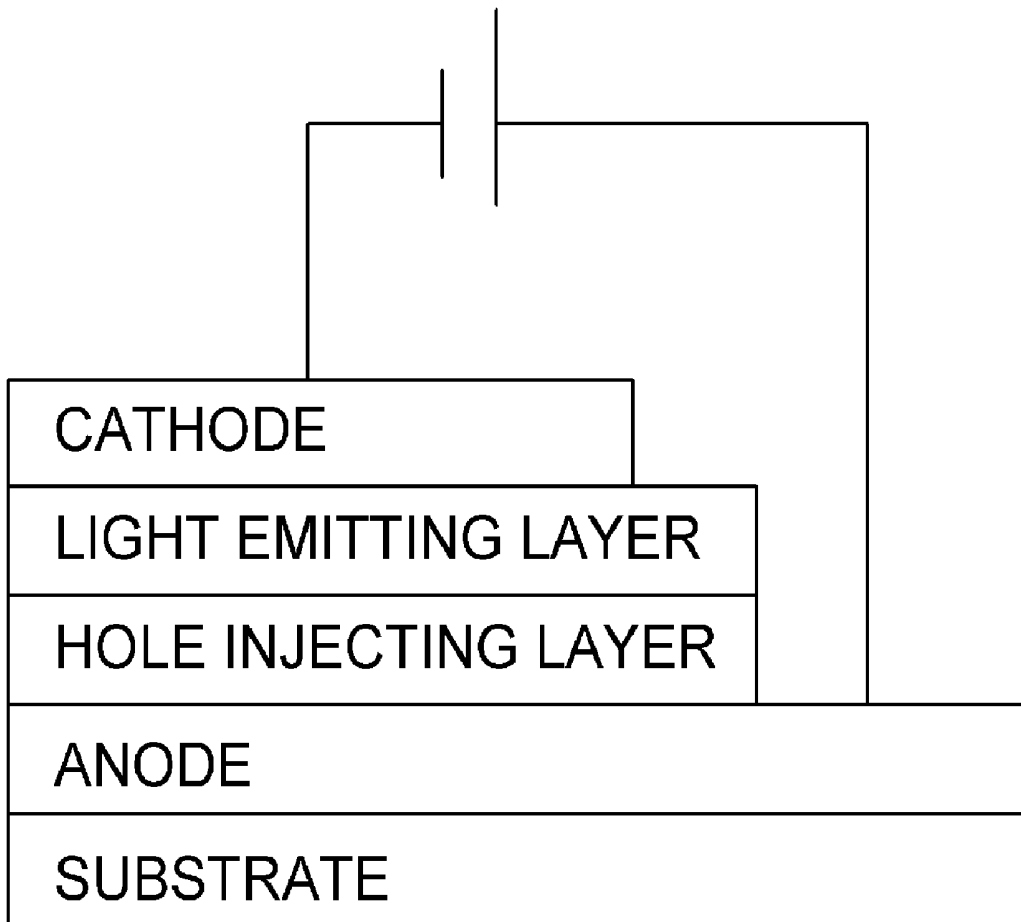 CATHODE
LIGHT EMITTING LAYER
HOLE INJECTING LAYER
ANODE
SUBSTRATE